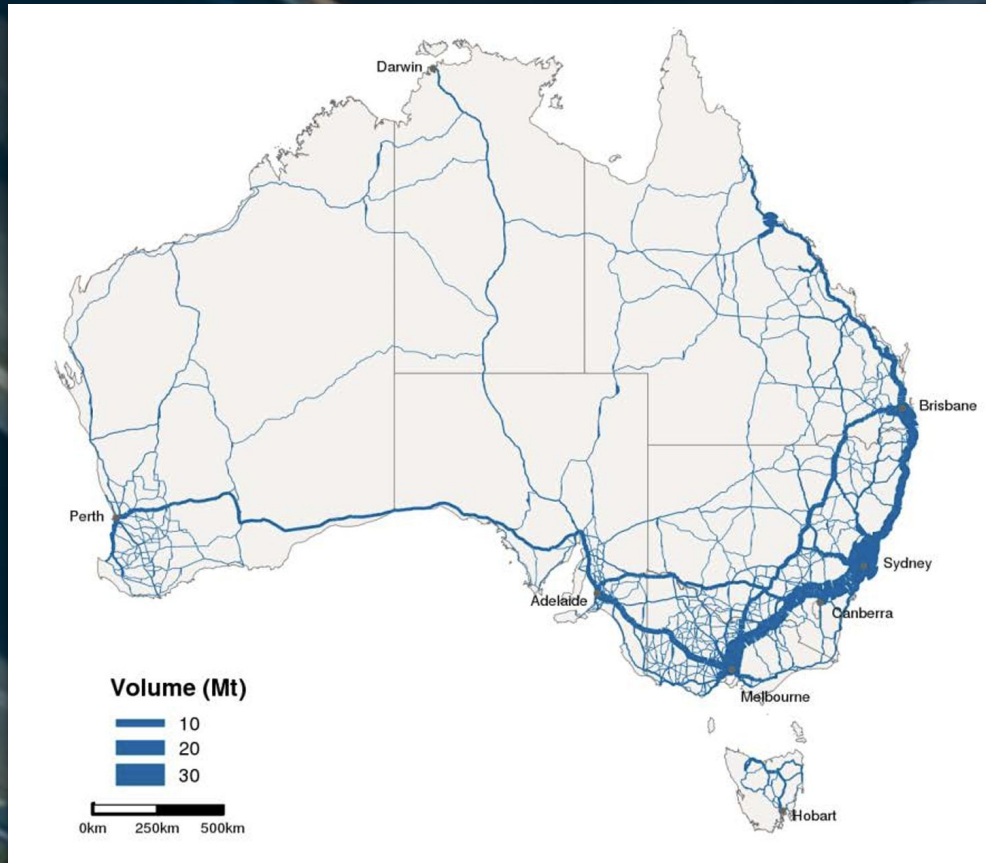 Darwin
Brisbane
Perth
Sydney
Adelaide
Canberra
Melbourne
Volume (Mt)
10
20
30
0km 250km 500km
Hobart